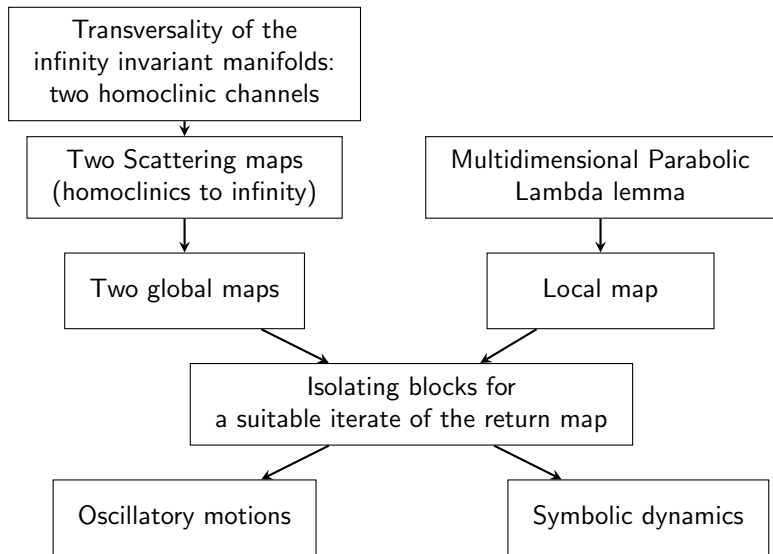 Transversality of the
infinity invariant manifolds:
two homoclinic channels
Two Scattering maps
(homoclinics to infinity)
Multidimensional Parabolic
Lambda lemma
Two global maps
Local map
Isolating blocks for
a suitable iterate of the return map
Oscillatory motions
Symbolic dynamics